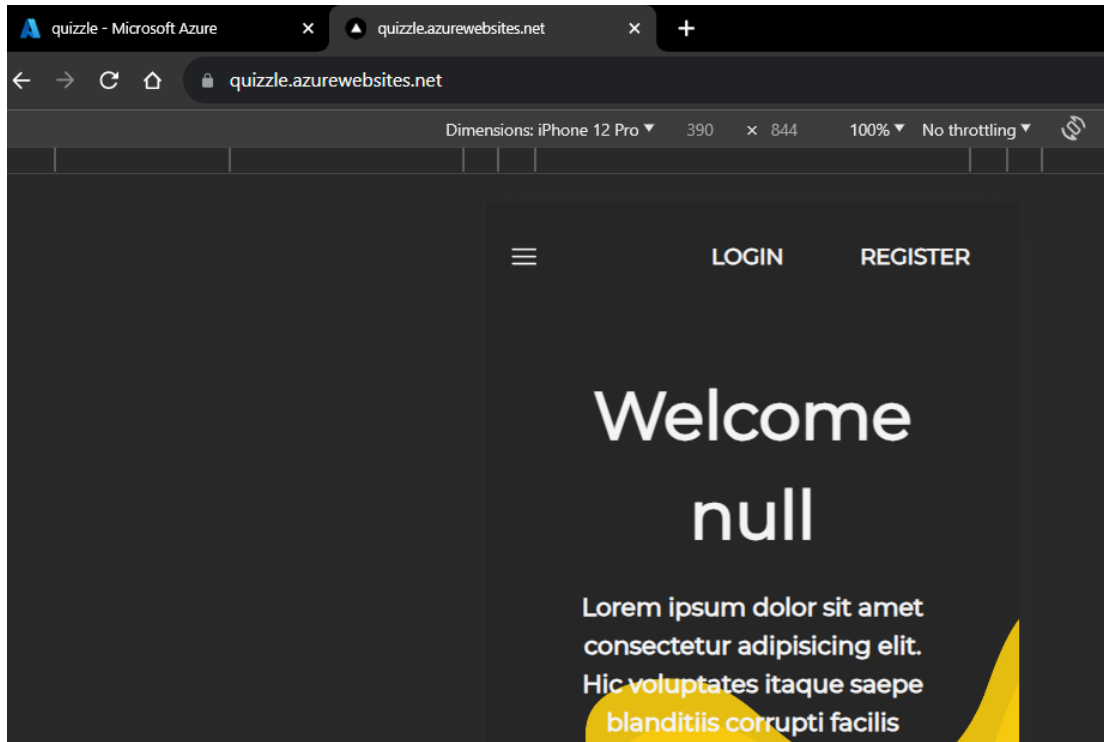 quizzle - Microsoft Azure
quizzle.azurewebsites.net
quizzle.azurewebsites.net
Dimensions: iPhone 12 Pro 390 × 844 100% No throttling
LOGIN REGISTER
Welcome
null
Lorem ipsum dolor sit amet
consectetur adipisicing elit.
Hic voluptates itaque saepe
blanditiis corrupti facilis